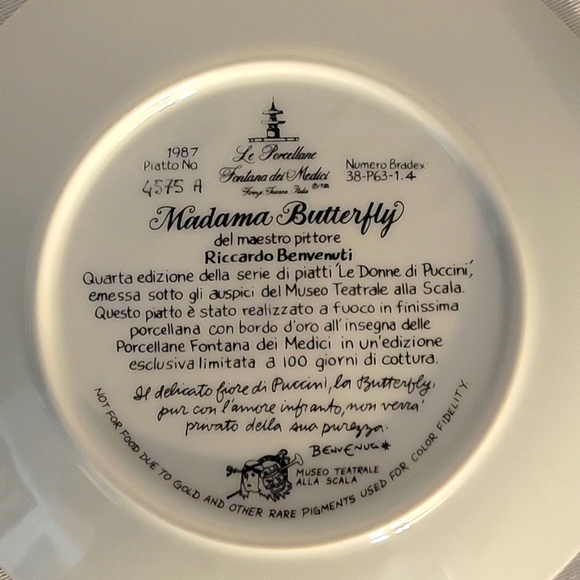 1987
Piatto No
4575 A
Le Porcellane
Fontana dei Medici
Numero Bradex
38-P63-1.4
Madama Butterfly
del maestro pittore
Riccardo Benvenuti
Quarta edizione della serie di piatti 'Le Donne di Puccini',
emessa sotto gli auspici del Museo Teatrale alla Scala.
Questo piatto è stato realizzato a fuoco in finissima
porcellana con bordo d'oro all'insegna delle
Porcellane Fontana dei Medici in un'edizione
esclusiva limitata a 100 giorni di cottura.
Il delicato fiore di Puccini, la Butterfly,
pur con l'amore infranto, non verrà
privato della sua purezza.
BENVENUTI
MUSEO TEATRALE
ALLA SCALA
NOT FOR FOOD DUE TO GOLD AND OTHER RARE PIGMENTS USED FOR COLOR FIDELITY.